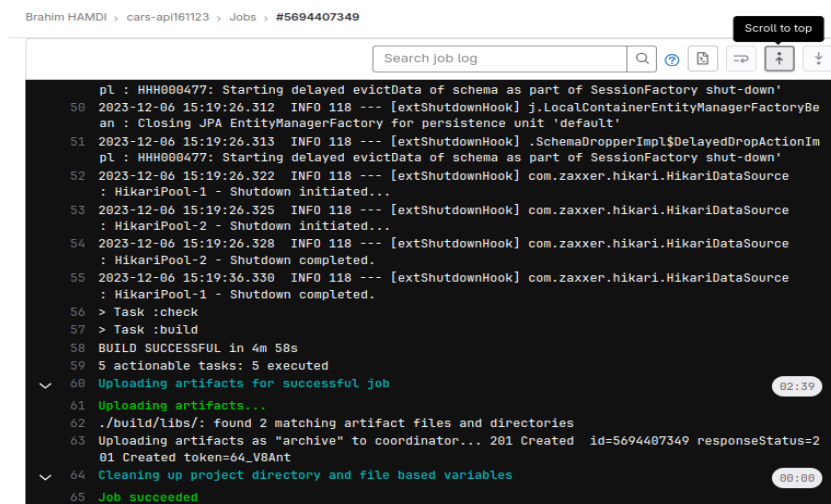 Brahim HAMDI > cars-api161123 > Jobs > #5694407349
Scroll to top
Search job log
pl : HHH000477: Starting delayed evictData of schema as part of SessionFactory shut-down'
50 2023-12-06 15:19:26.312  INFO 118 --- [extShutdownHook] j.LocalContainerEntityManagerFactoryBe
an : Closing JPA EntityManagerFactory for persistence unit 'default'
51 2023-12-06 15:19:26.313  INFO 118 --- [extShutdownHook] .SchemaDropperImpl$DelayedDropActionIm
pl : HHH000477: Starting delayed evictData of schema as part of SessionFactory shut-down'
52 2023-12-06 15:19:26.322  INFO 118 --- [extShutdownHook] com.zaxxer.hikari.HikariDataSource
: HikariPool-1 - Shutdown initiated...
53 2023-12-06 15:19:26.325  INFO 118 --- [extShutdownHook] com.zaxxer.hikari.HikariDataSource
: HikariPool-2 - Shutdown initiated...
54 2023-12-06 15:19:26.328  INFO 118 --- [extShutdownHook] com.zaxxer.hikari.HikariDataSource
: HikariPool-2 - Shutdown completed.
55 2023-12-06 15:19:36.330  INFO 118 --- [extShutdownHook] com.zaxxer.hikari.HikariDataSource
: HikariPool-1 - Shutdown completed.
56 > Task :check
57 > Task :build
58 BUILD SUCCESSFUL in 4m 58s
59 5 actionable tasks: 5 executed
60 Uploading artifacts for successful job 02:39
61 Uploading artifacts...
62 ./build/libs/: found 2 matching artifact files and directories
63 Uploading artifacts as "archive" to coordinator... 201 Created  id=5694407349 responseStatus=2
01 Created token=64_V8Ant
64 Cleaning up project directory and file based variables 00:00
65 Job succeeded